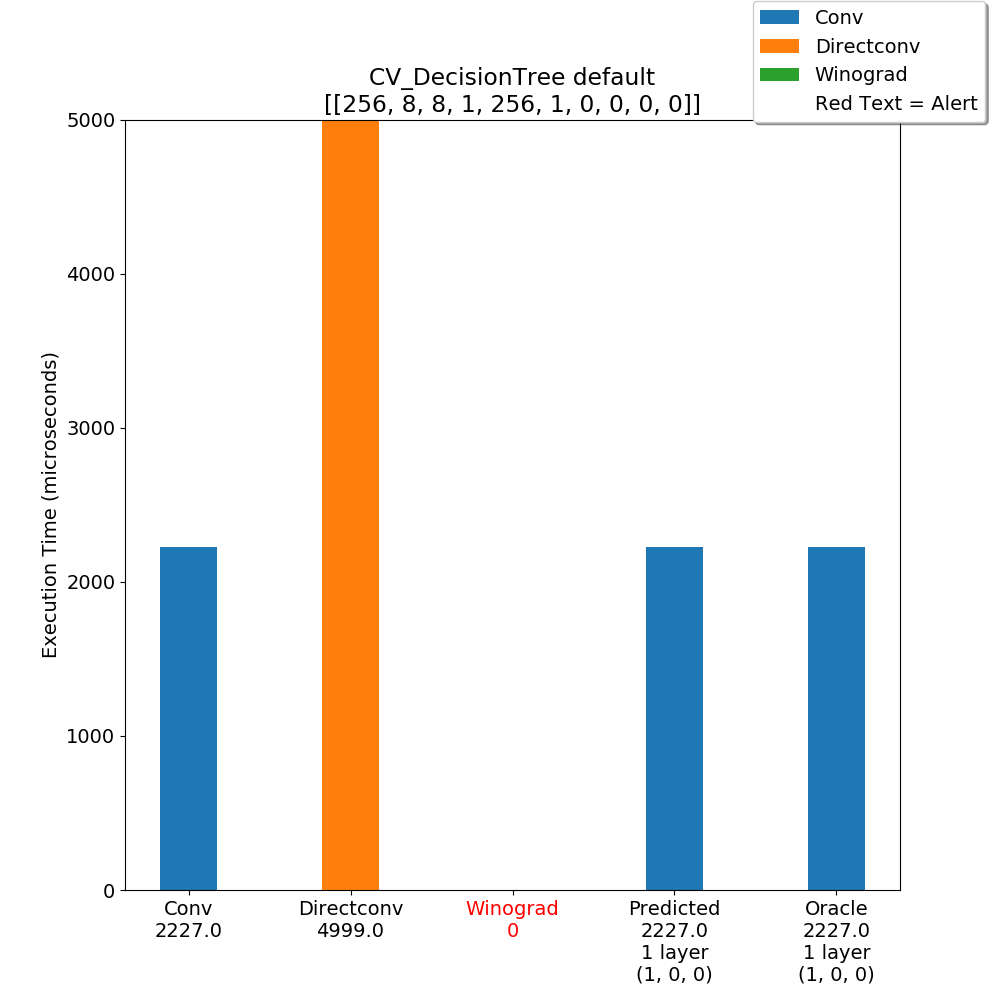 Conv
Directconv
Winograd
Red Text = Alert
CV_DecisionTree default
[[256, 8, 8, 1, 256, 1, 0, 0, 0, 0]]
Execution Time (microseconds)
5000
4000
3000
2000
1000
0
Conv
2227.0
Directconv
4999.0
Winograd
0
Predicted
2227.0
1 layer
(1, 0, 0)
Oracle
2227.0
1 layer
(1, 0, 0)